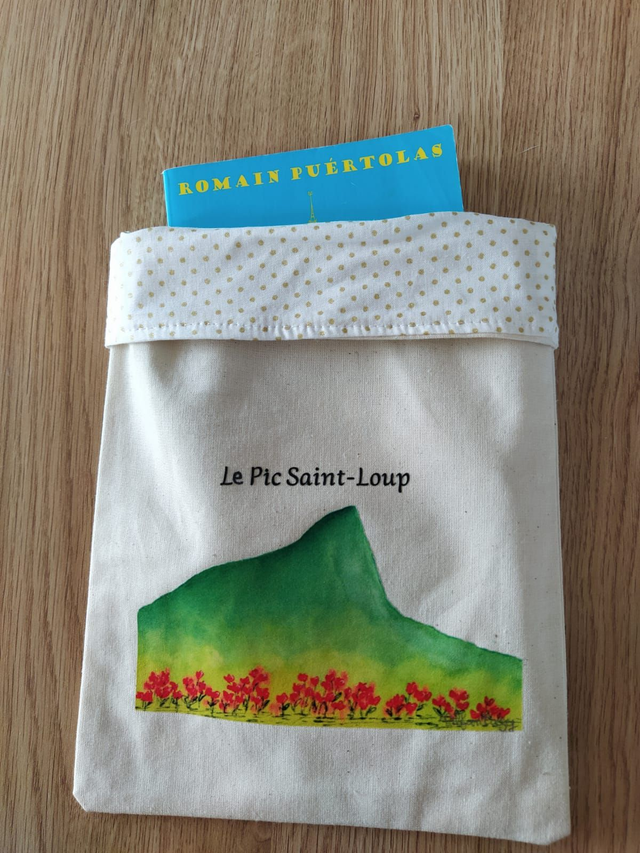 ROMAIN PUÉRTOLAS
Le Pic Saint-Loup